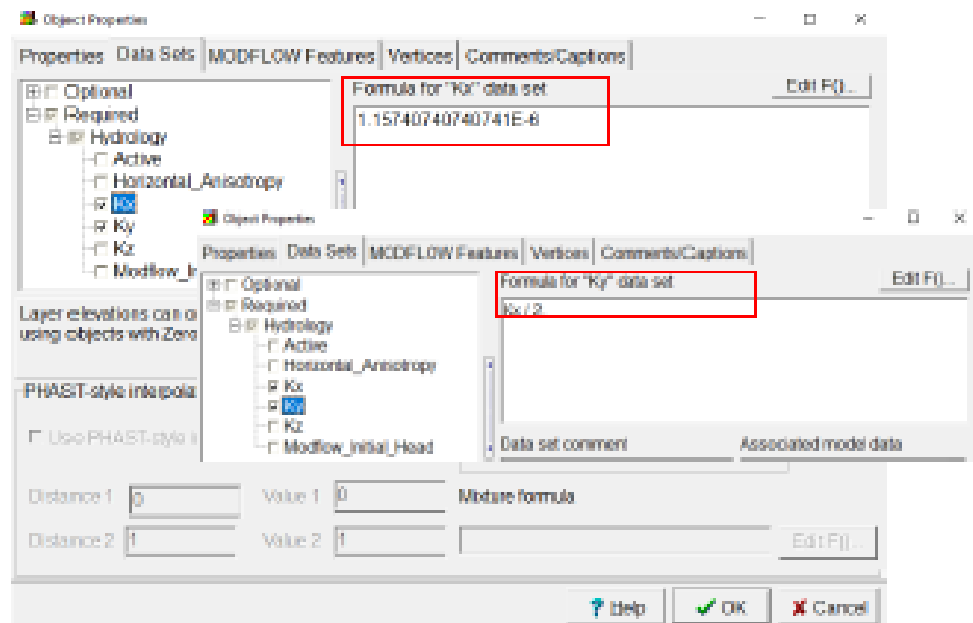 Object Properties
Properties Data Sets MODFLOW Features Vertices Comments/Captions
Optional
Required
Hydrology
Active
Horizontal_Anisotropy
Kx
Ky
Kz
Formula for "Kx" data set
Edit F()...
1.15740740740741E-6
Object Properties
Properties Data Sets MODFLOW Features Vertices Comments/Captions
Optional
Required
Hydrology
Active
Horizontal_Anisotropy
Kx
Ky
Kz
Modflow_Initial_Head
Formula for "Ky" data set
Edit F()...
Kx / 2
Data set comment
Associated model data
Layer elevations can
using objects with Zero
PHAST-style
Use PHAST-style
Distance 1 0 Value 1 0 Mixture formula
Distance 2 1 Value 2 1 Edit F()...
? Help OK Cancel